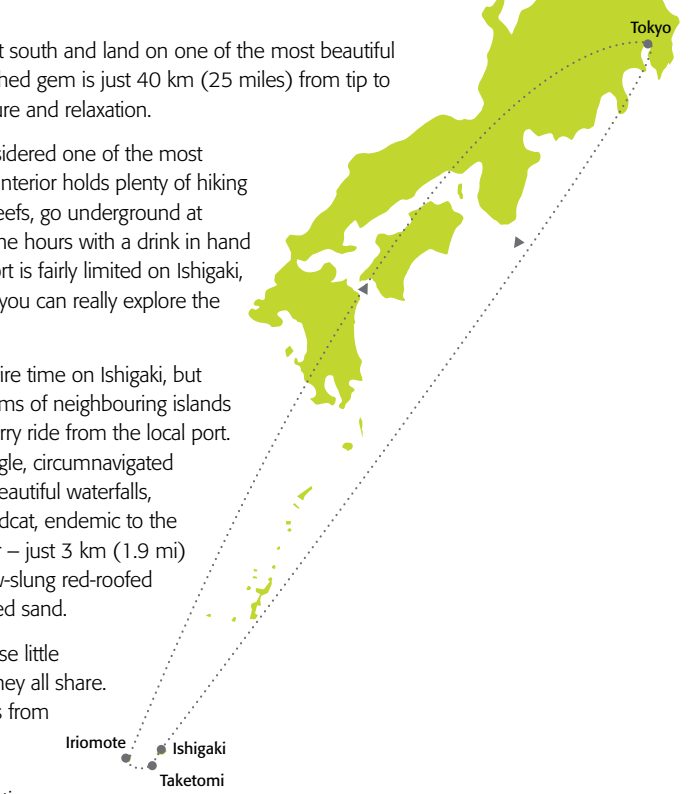 Tokyo
t south and land on one of the most beautiful
hed gem is just 40 km (25 miles) from tip to
ure and relaxation.
sidered one of the most
nterior holds plenty of hiking
eefs, go underground at
ne hours with a drink in hand
rt is fairly limited on Ishigaki,
you can really explore the
ire time on Ishigaki, but
ms of neighbouring islands
rry ride from the local port.
gle, circumnavigated
eautiful waterfalls,
dcat, endemic to the
– just 3 km (1.9 mi)
w-slung red-roofed
ed sand.
se little
hey all share.
s from
Iriomote
Ishigaki
Taketomi